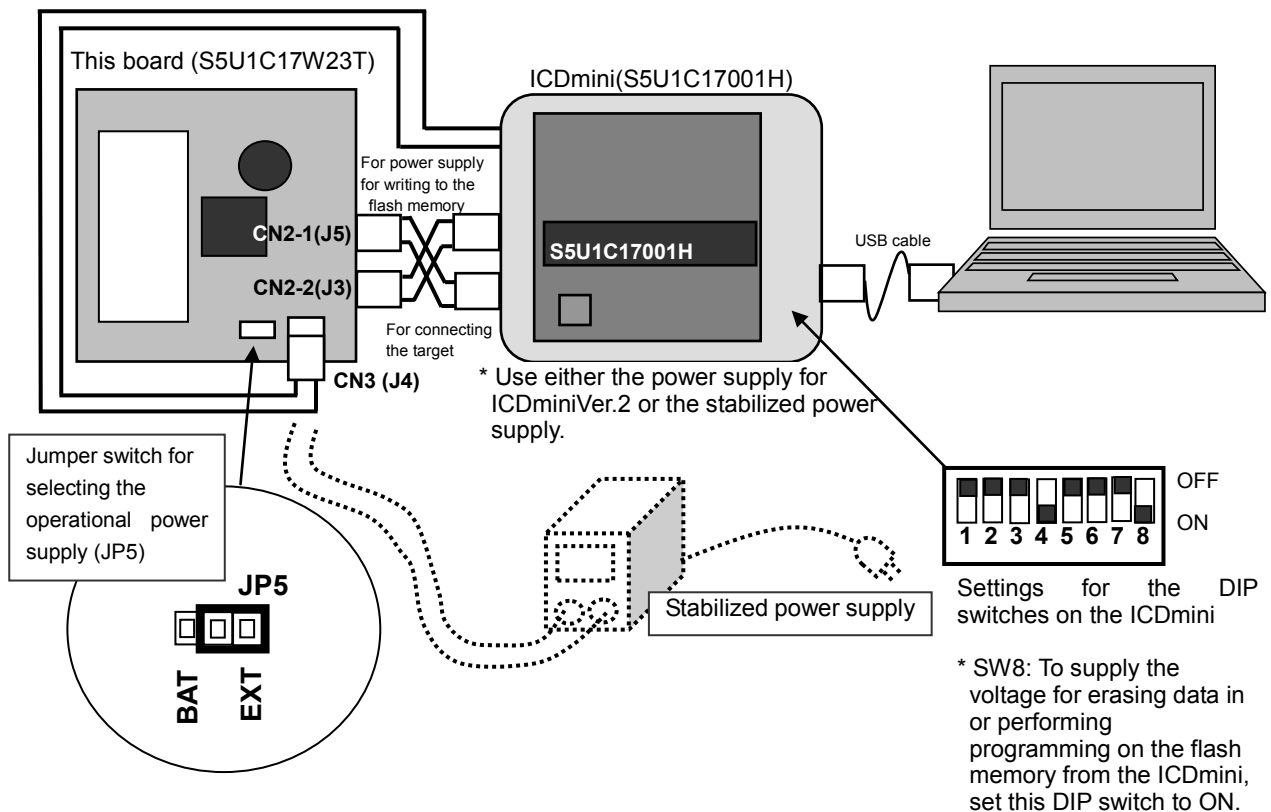 This board (S5U1C17W23T)
ICDmini(S5U1C17001H)
For power supply
for writing to the
flash memory
CN2-1(J5)
S5U1C17001H
USB cable
CN2-2(J3)
For connecting
the target
CN3 (J4)
* Use either the power supply for
ICDminiVer.2 or the stabilized power
supply.
Jumper switch for
selecting the
operational power
supply (JP5)
OFF
ON
1 2 3 4 5 6 7 8
JP5
BAT
EXT
Stabilized power supply
Settings for the DIP
switches on the ICDmini
* SW8: To supply the
voltage for erasing data in
or performing
programming on the flash
memory from the ICDmini,
set this DIP switch to ON.